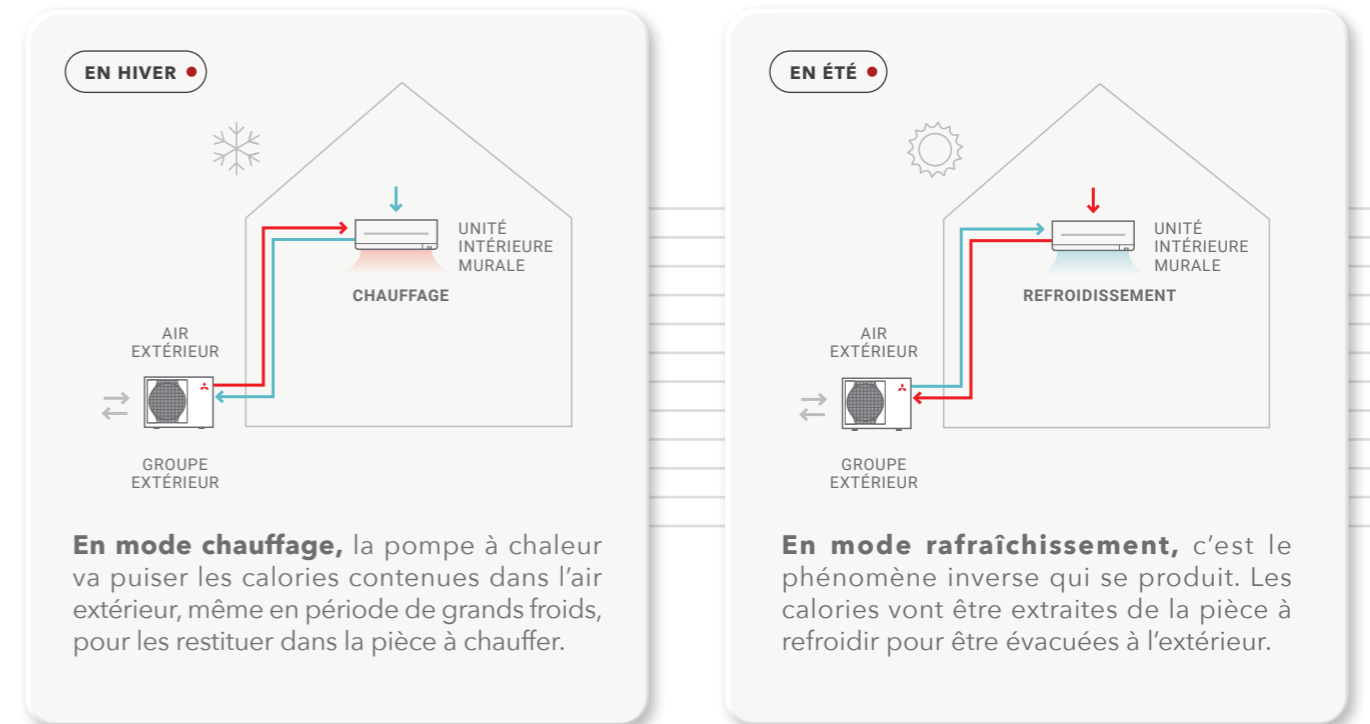 EN HIVER
UNITÉ
INTÉRIEURE
MURALE
CHAUFFAGE
AIR
EXTÉRIEUR
GROUPE
EXTÉRIEUR
En mode chauffage, la pompe à chaleur
va puiser les calories contenues dans l’air
extérieur, même en période de grands froids,
pour les restituer dans la pièce à chauffer.
EN ÉTÉ
UNITÉ
INTÉRIEURE
MURALE
REFROIDISSEMENT
AIR
EXTÉRIEUR
GROUPE
EXTÉRIEUR
En mode rafraîchissement, c’est le
phénomène inverse qui se produit. Les
calories vont être extraites de la pièce à
refroidir pour être évacuées à l’extérieur.